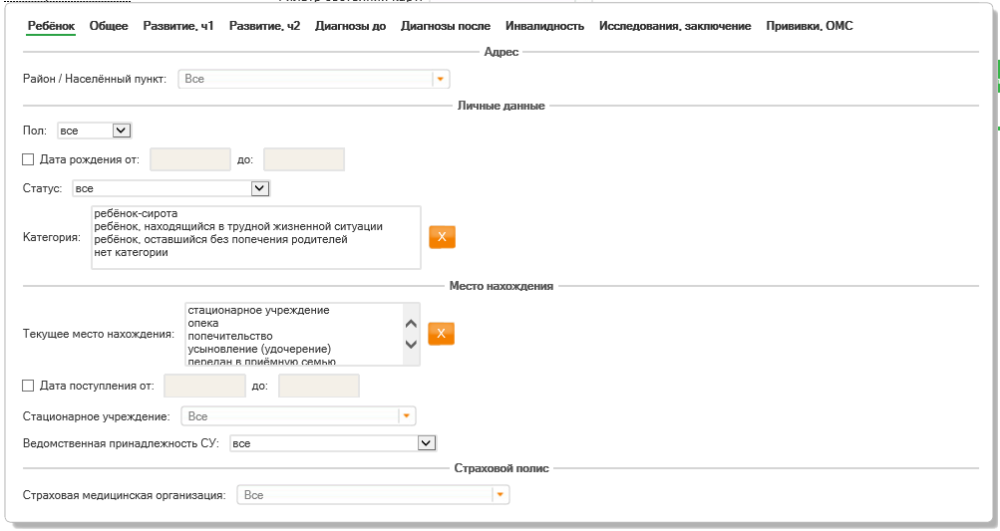 Ребёнок Общее Развитие, ч1 Развитие, ч2 Диагнозы до Диагнозы после Инвалидность Исследования, заключение Прививки, ОМС
Адрес
Район / Населённый пункт: Все
Личные данные
Пол: все
Дата рождения от: до:
Статус: все
Категория:
ребёнок-сирота
ребёнок, находящийся в трудной жизненной ситуации
ребёнок, оставшийся без попечения родителей
нет категории
X
Место нахождения
Текущее место нахождения:
стационарное учреждение
опека
попечительство
усыновление (удочерение)
передан в приёмную семью
X
Дата поступления от: до:
Стационарное учреждение: Все
Ведомственная принадлежность СУ: все
Страховой полис
Страховая медицинская организация: Все